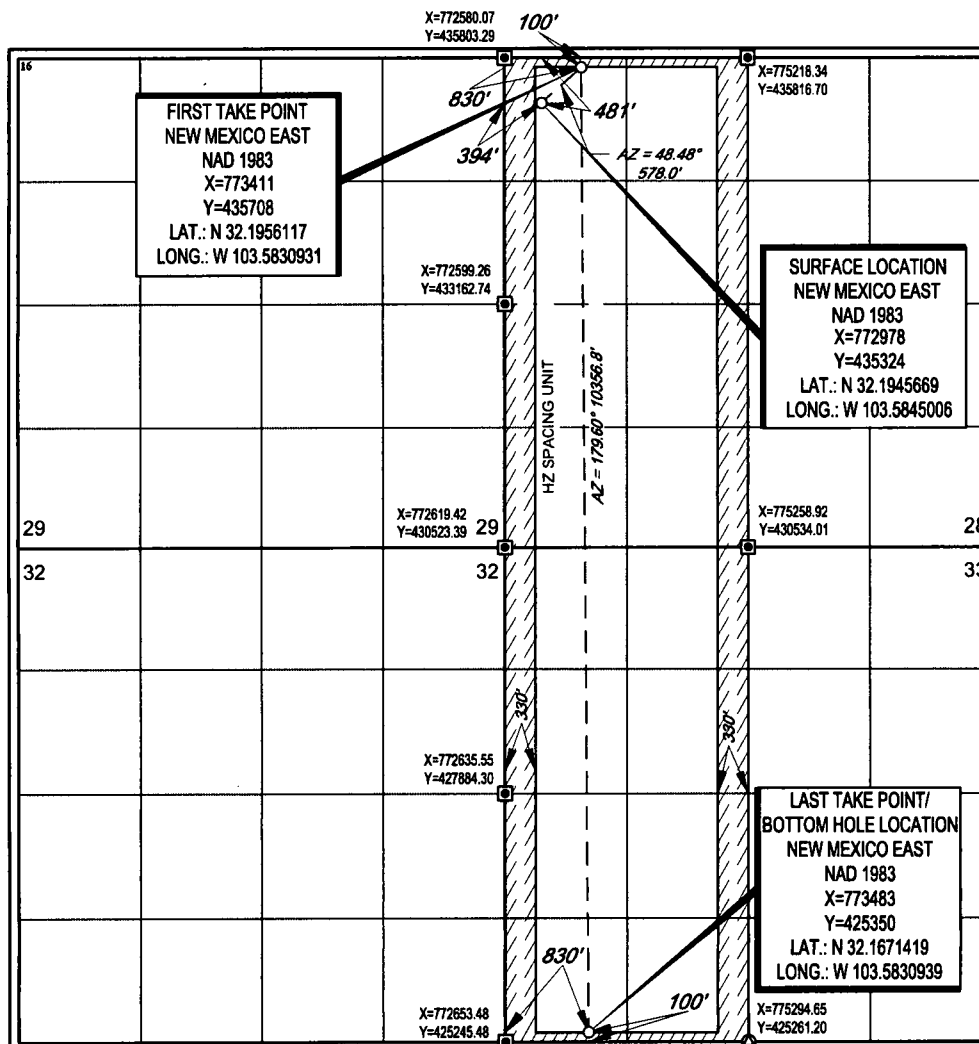 X=772580.07
Y=435803.29
100'
16
X=775218.34
Y=435816.70
830'
481'
394'
AZ = 48.48°
578.0'
FIRST TAKE POINT
NEW MEXICO EAST
NAD 1983
X=773411
Y=435708
LAT.: N 32.1956117
LONG.: W 103.5830931
X=772599.26
Y=433162.74
SURFACE LOCATION
NEW MEXICO EAST
NAD 1983
X=772978
Y=435324
LAT.: N 32.1945669
LONG.: W 103.5845006
HZ SPACING UNIT
AZ = 179.60° 10356.8'
X=772619.42
Y=430523.39
X=775258.92
Y=430534.01
29
29
28
32
32
33
330'
330'
X=772635.55
Y=427884.30
LAST TAKE POINT/
BOTTOM HOLE LOCATION
NEW MEXICO EAST
NAD 1983
X=773483
Y=425350
LAT.: N 32.1671419
LONG.: W 103.5830939
830'
100'
X=772653.48
Y=425245.48
X=775294.65
Y=425261.20